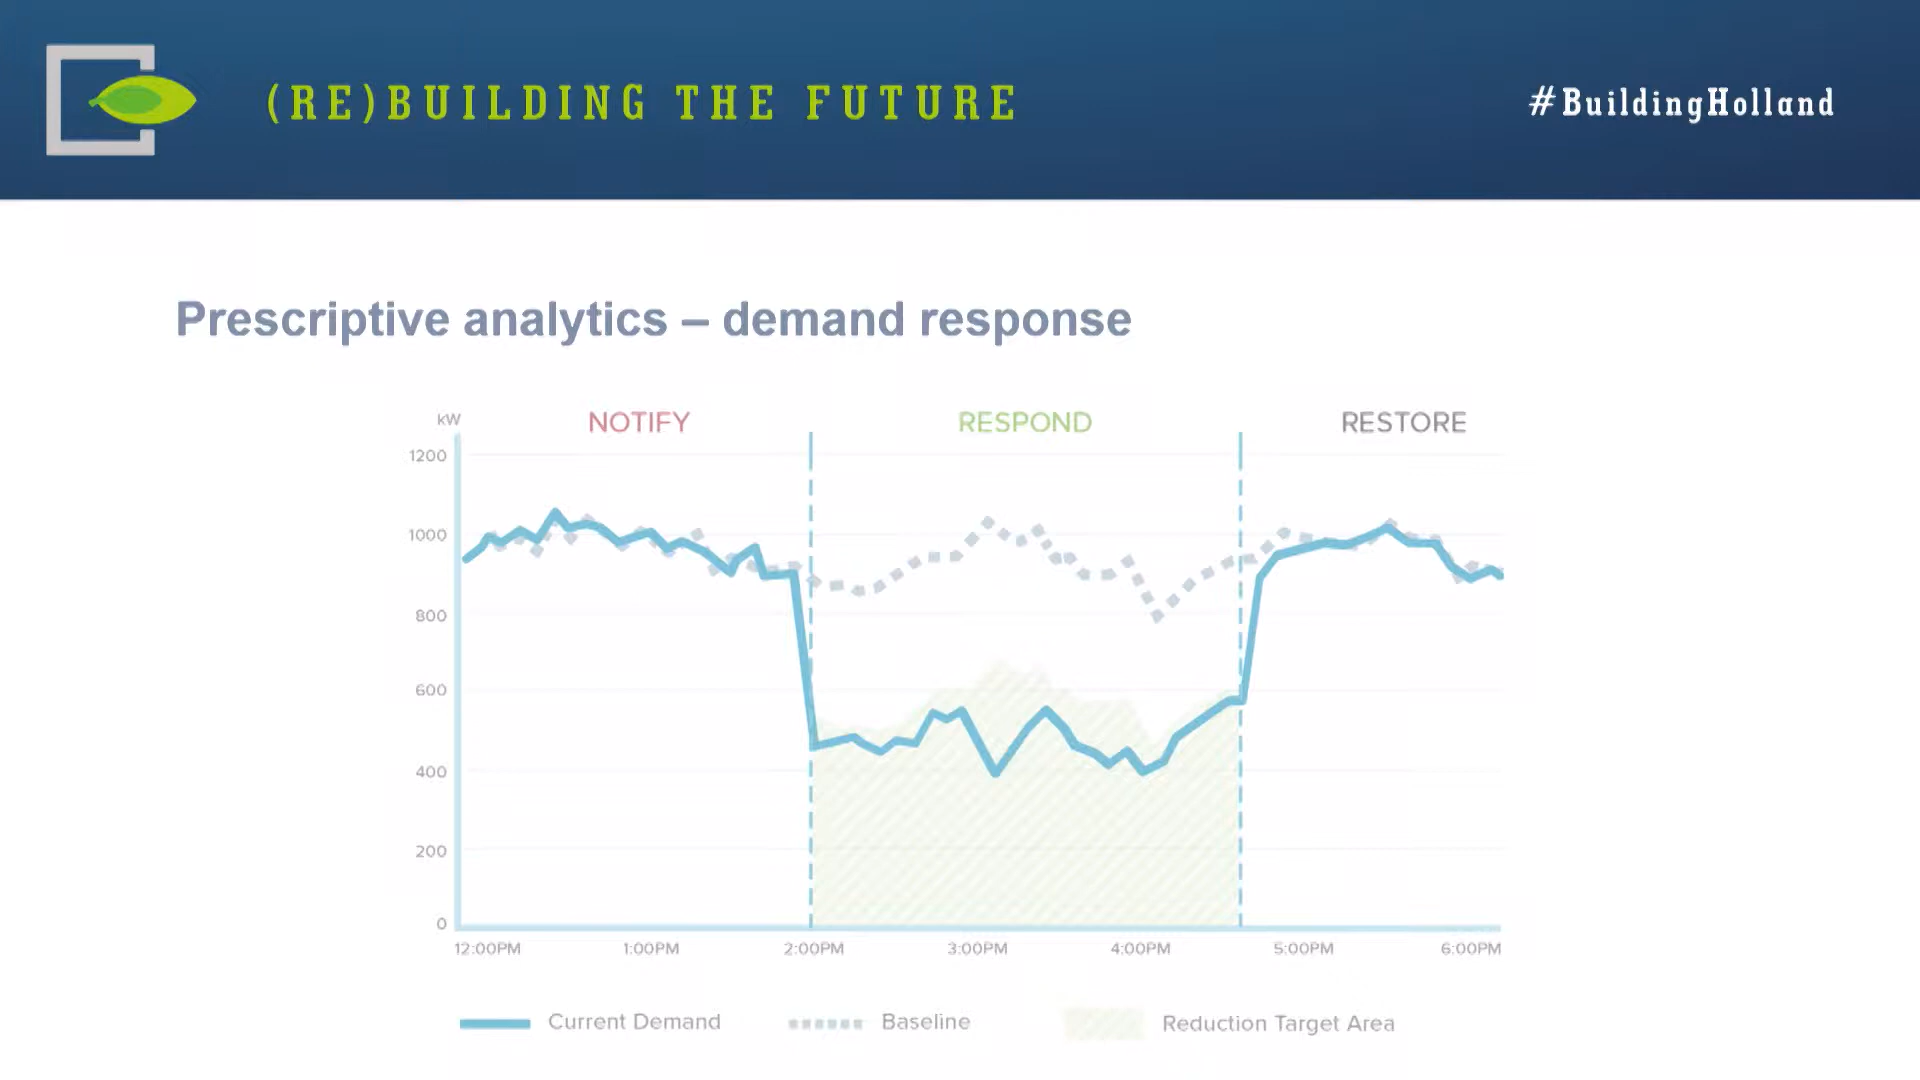 (RE)BUILDING THE FUTURE
#BuildingHolland
Prescriptive analytics – demand response
kW
NOTIFY
RESPOND
RESTORE
1200
1000
800
600
400
200
0
12:00PM 1:00PM 2:00PM 3:00PM 4:00PM 5:00PM 6:00PM
Current Demand Baseline Reduction Target Area